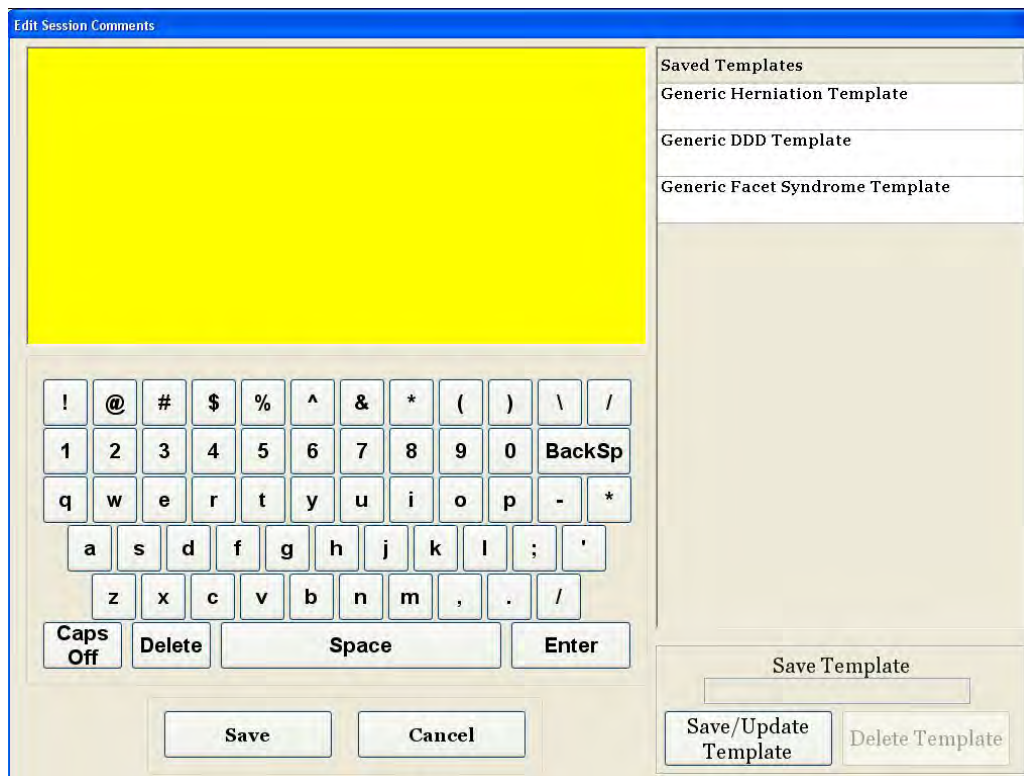 Edit Session Comments
Saved Templates
Generic Herniation Template
Generic DDD Template
Generic Facet Syndrome Template
! @ # $ % ^ & * ( ) \ /
1 2 3 4 5 6 7 8 9 0 BackSp
q w e r t y u i o p - *
a s d f g h j k l ; '
z x c v b n m , . /
Caps
Off
Delete Space Enter
Save Cancel
Save Template
Save/Update
Template
Delete Template